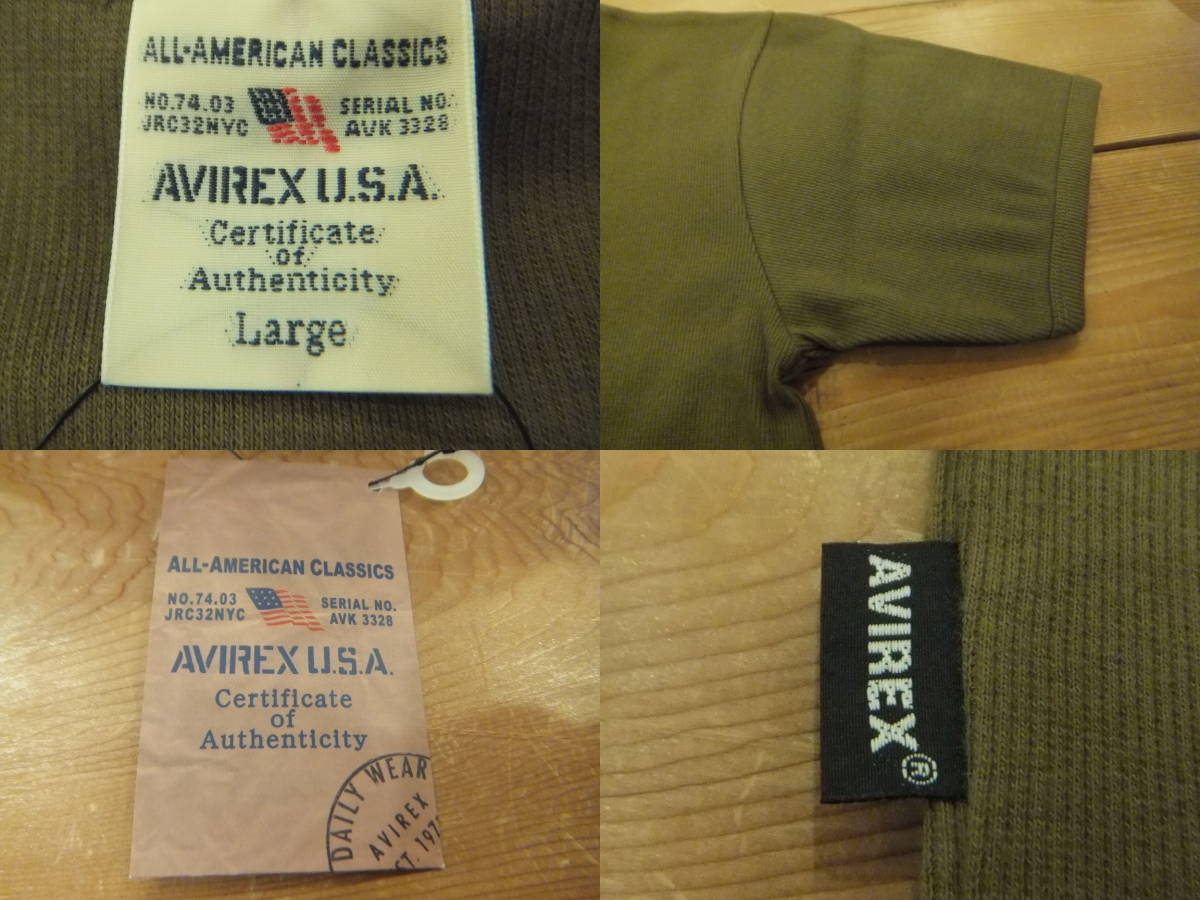 ALL-AMERICAN CLASSICS
NO.74.03
JRC32NYC
SERIAL NO.
AVK 3328
AVIREX U.S.A.
Certificate
of
Authenticity
Large
ALL-AMERICAN CLASSICS
NO.74.03
JRC32NYC
SERIAL NO.
AVK 3328
AVIREX U.S.A.
Certificate
of
Authenticity
DAILY WEAR
AVIREX
AVIREX®